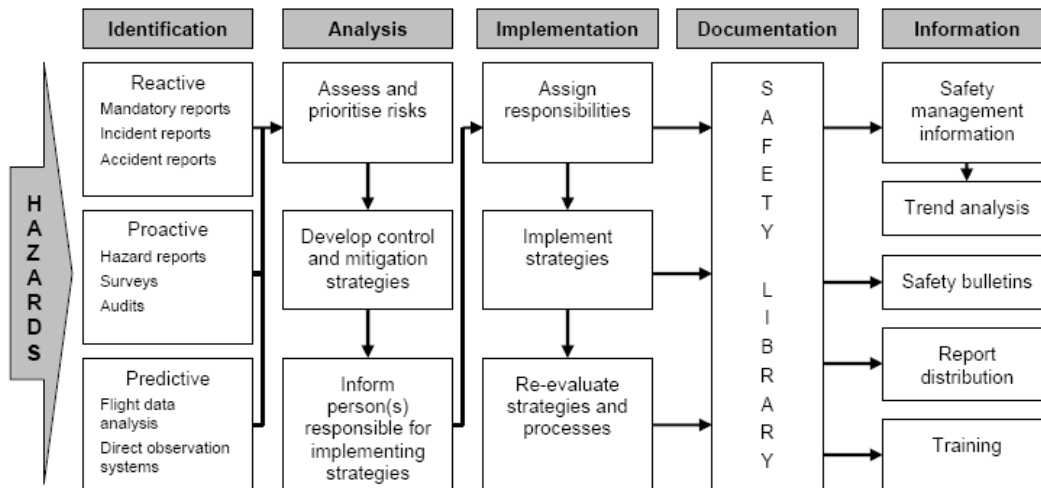 Identification
Analysis
Implementation
Documentation
Information
HAZARDS
Reactive
Mandatory reports
Incident reports
Accident reports
Proactive
Hazard reports
Surveys
Audits
Predictive
Flight data
analysis
Direct observation
systems
Assess and
prioritise risks
Develop control
and mitigation
strategies
Inform
person(s)
responsible for
implementing
strategies
Assign
responsibilities
Implement
strategies
Re-evaluate
strategies and
processes
SAFETY LIBRARY
Safety
management
information
Trend analysis
Safety bulletins
Report
distribution
Training